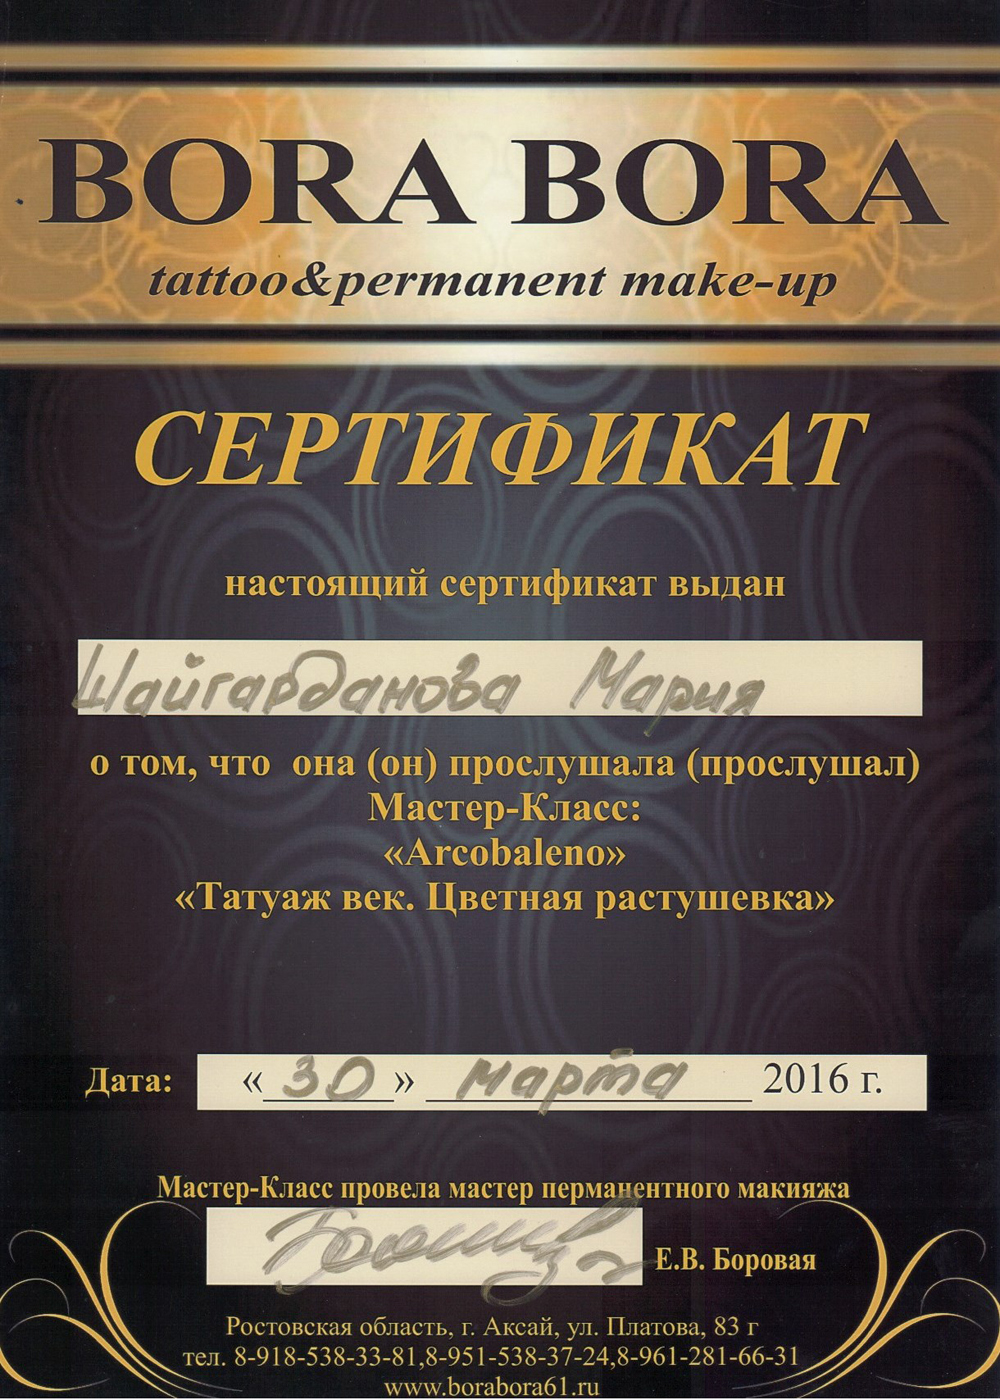 BORA BORA
tattoo&permanent make-up
СЕРТИФИКАТ
настоящий сертификат выдан
Шайгарданова Мария
о том, что она (он) прослушала (прослушал)
Мастер-Класс:
«Arcobaleno»
«Татуаж век. Цветная растушевка»
Дата: «30» марта 2016 г.
Мастер-Класс провела мастер перманентного макияжа
Е.В. Боровая
Ростовская область, г. Аксай, ул. Платова, 83 г
тел. 8-918-538-33-81,8-951-538-37-24,8-961-281-66-31
www.borabora61.ru